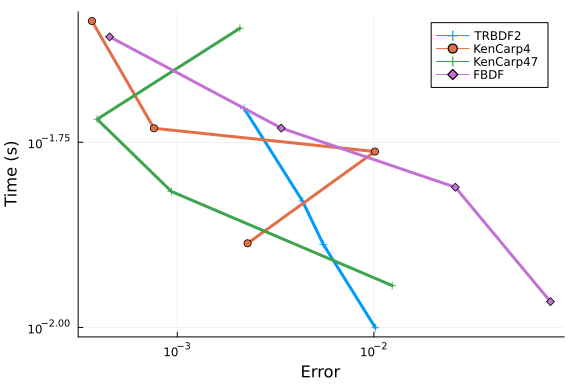 TRBDF2
KenCarp4
KenCarp47
FBDF
Time (s)
10^−1.75
10^−2.00
10^−3
10^−2
Error